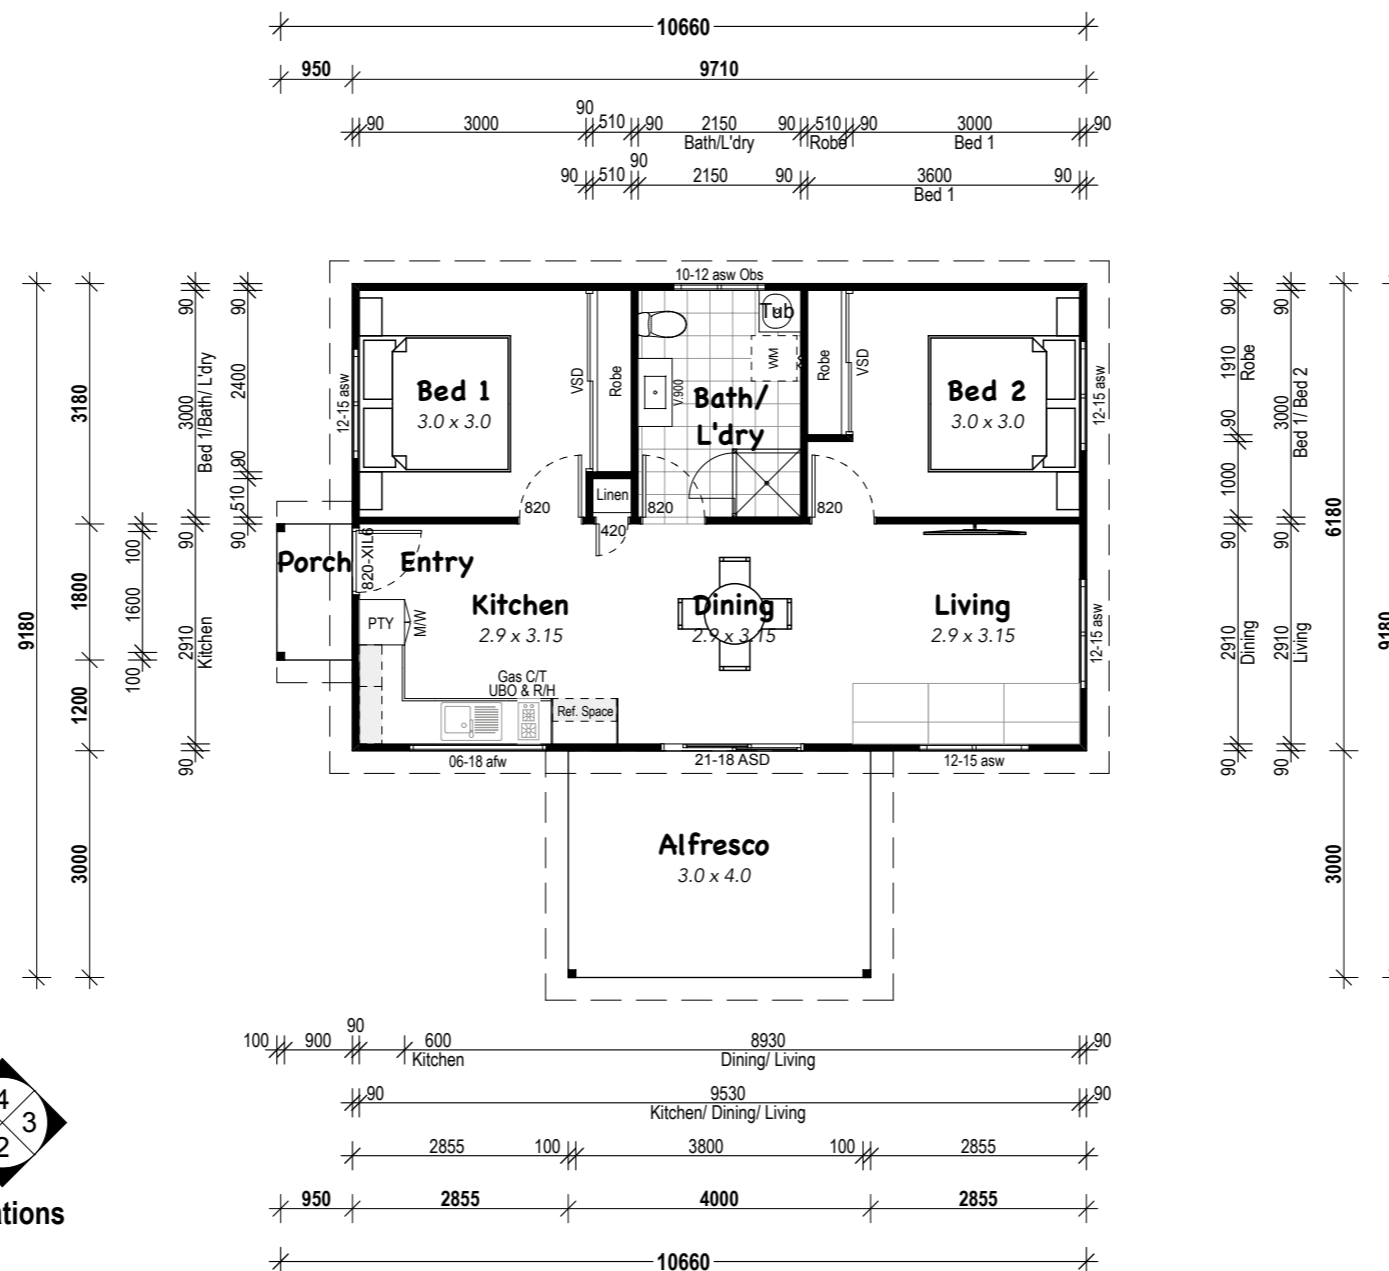 10660
950 9710
90 3000 90 510 90 2150 90 510 90 3000 90
Bath/L'dry Robe Bed 1
90 510 90 2150 90 3600 90
Bed 1
9180
3180
1800
1200
3000
100
1600
100
90
3000
Bed 1/Bath/ L'dry
90
2910
Kitchen
90
90
2400
90
510
90
10-12 asw Obs
12-15 asw
Bed 1
3.0 x 3.0
VSD
Robe
Linen
820
420
Tub
WM
V.900
Bath/
L'dry
820
Robe
VSD
Bed 2
3.0 x 3.0
12-15 asw
820
Porch
820-XIL6
Entry
PTY
M/W
Kitchen
2.9 x 3.15
Gas C/T
UBO & R/H
Ref. Space
Dining
2.9 x 3.15
Living
2.9 x 3.15
12-15 asw
06-18 afw
21-18 ASD
12-15 asw
Alfresco
3.0 x 4.0
90
1910
Robe
90
1000
90
2910
Dining
90
90
3000
Bed 1/ Bed 2
90
2910
Living
90
6180
3000
9180
100 900 90 600 8930 90
Kitchen Dining/ Living
90 9530 90
Kitchen/ Dining/ Living
2855 100 3800 100 2855
950 2855 4000 2855
10660
4
3
2